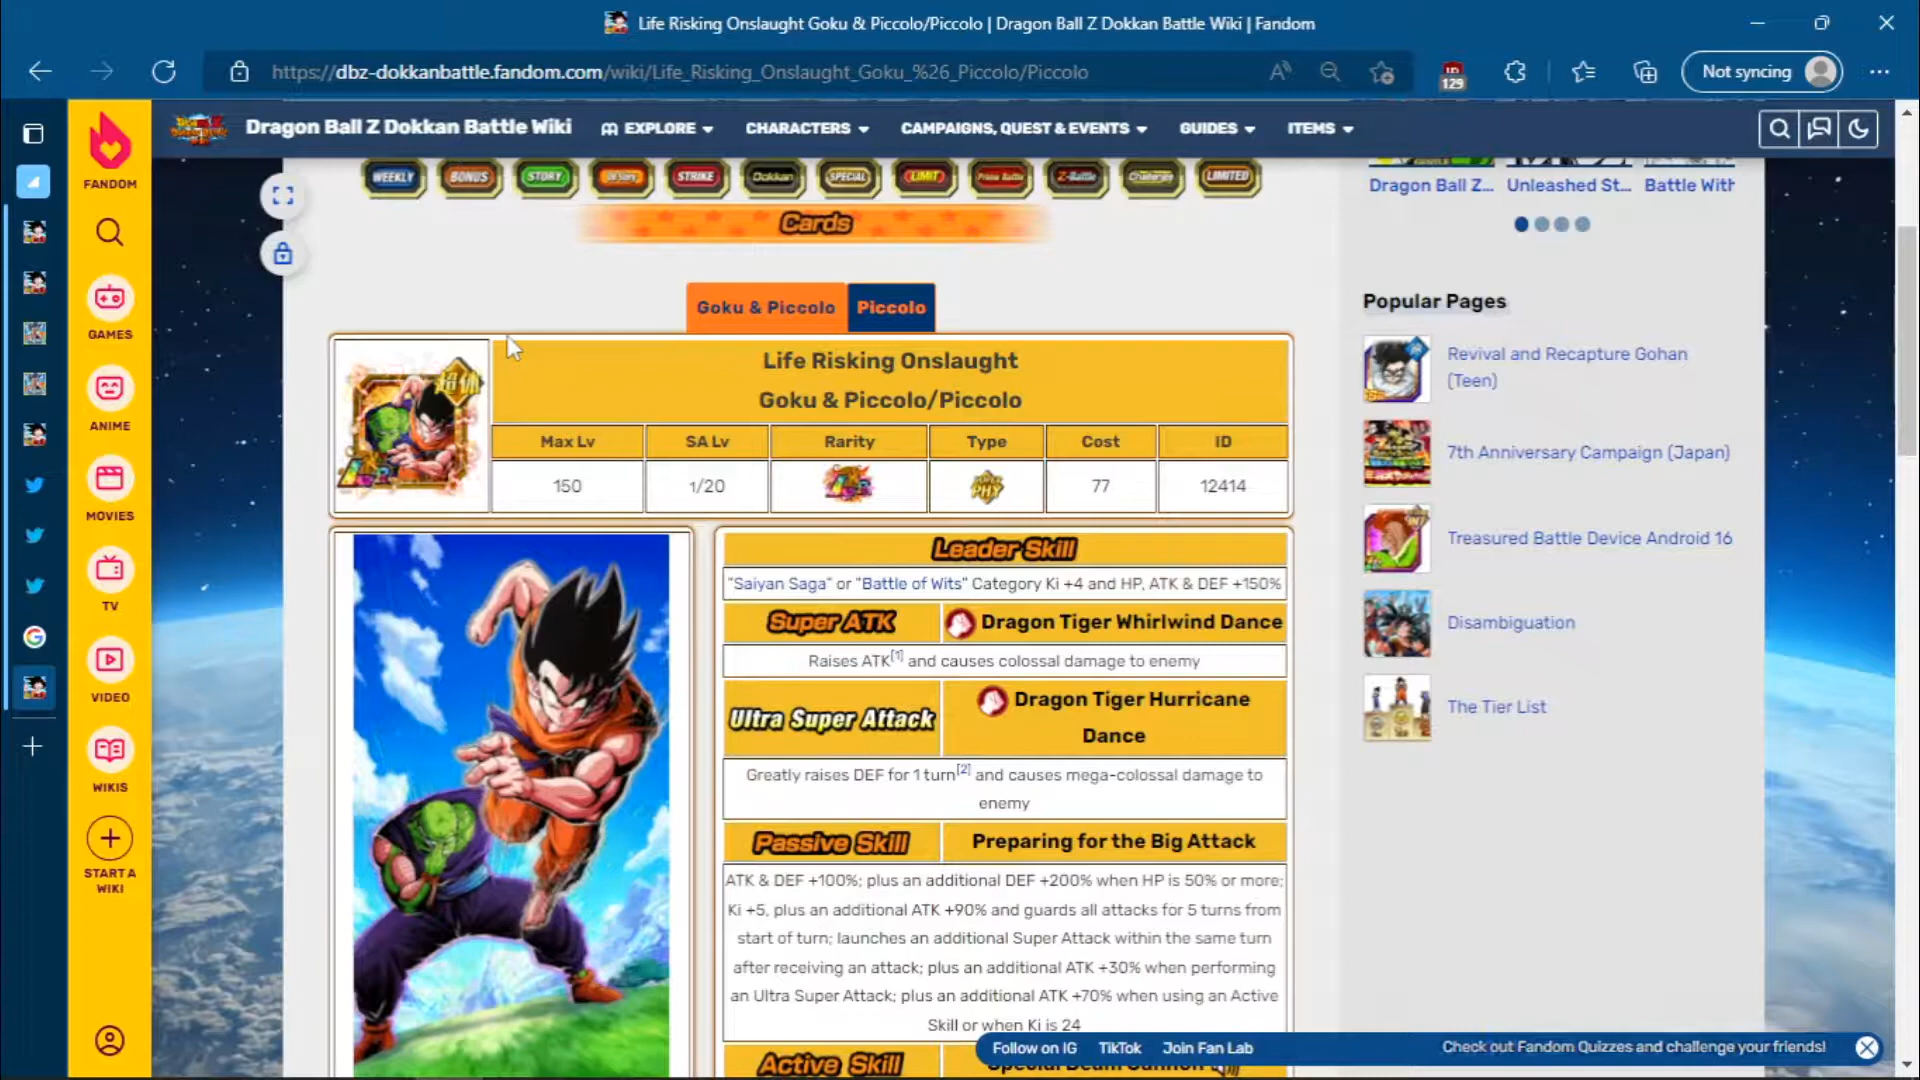 Life Risking Onslaught Goku & Piccolo/Piccolo | Dragon Ball Z Dokkan Battle Wiki | Fandom
https://dbz-dokkanbattle.fandom.com/wiki/Life_Risking_Onslaught_Goku_%26_Piccolo/Piccolo
129
Not syncing
FANDOM
GAMES
ANIME
MOVIES
TV
VIDEO
WIKIS
START A
WIKI
Dragon Ball Z Dokkan Battle Wiki
EXPLORE
CHARACTERS
CAMPAIGNS, QUEST & EVENTS
GUIDES
ITEMS
WEEKLY
BONUS
STORY
STRIKE
Dokkan
SPECIAL
LIMIT
Z-Battle
Challenge
LIMITED
Cards
Goku & Piccolo
Piccolo
Life Risking Onslaught
Goku & Piccolo/Piccolo
Max Lv
SA Lv
Rarity
Type
Cost
ID
150
1/20
PHY
77
12414
Leader Skill
"Saiyan Saga" or "Battle of Wits" Category Ki +4 and HP, ATK & DEF +150%
Super ATK
Dragon Tiger Whirlwind Dance
Raises ATK[1] and causes colossal damage to enemy
Ultra Super Attack
Dragon Tiger Hurricane
Dance
Greatly raises DEF for 1 turn[2] and causes mega-colossal damage to
enemy
Passive Skill
Preparing for the Big Attack
ATK & DEF +100%; plus an additional DEF +200% when HP is 50% or more;
Ki +5, plus an additional ATK +90% and guards all attacks for 5 turns from
start of turn; launches an additional Super Attack within the same turn
after receiving an attack; plus an additional ATK +30% when performing
an Ultra Super Attack; plus an additional ATK +70% when using an Active
Skill or when Ki is 24
Active Skill
Special Beam Cannon
Dragon Ball Z...
Unleashed St...
Battle With
Popular Pages
Revival and Recapture Gohan
(Teen)
7th Anniversary Campaign (Japan)
Treasured Battle Device Android 16
Disambiguation
The Tier List
Follow on IG
TikTok
Join Fan Lab
Check out Fandom Quizzes and challenge your friends!